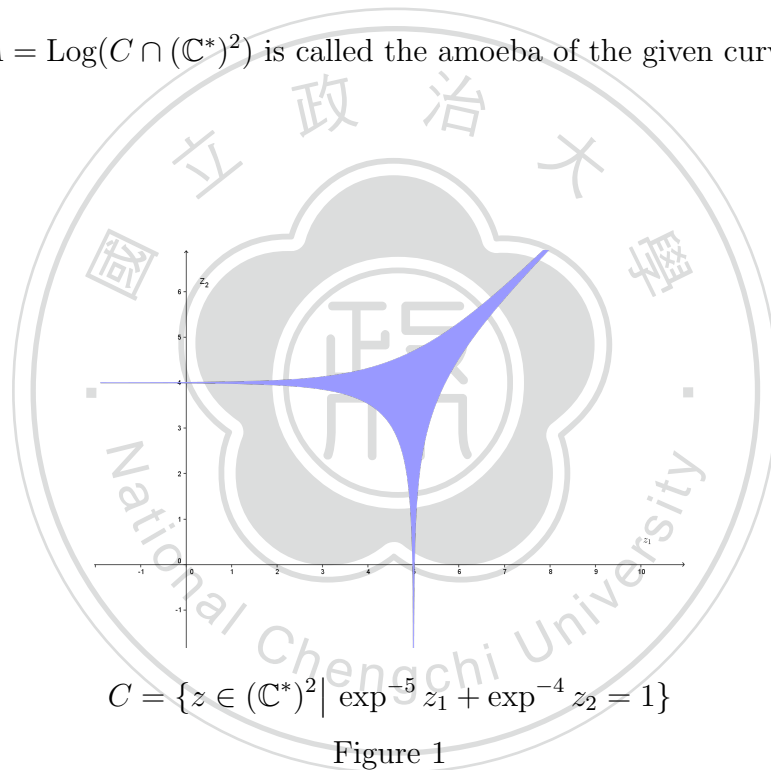 = Log(C ∩ (ℂ*)²) is called the amoeba of the given curv
國立政治大學
Z₂
6
5
4
3
2
1
0
-1
-1 0 1 2 3 4 5 6 7 8 9 10
z₁
National Chengchi University
C = {z ∈ (ℂ*)²| exp⁻⁵ z₁ + exp⁻⁴ z₂ = 1}
Figure 1